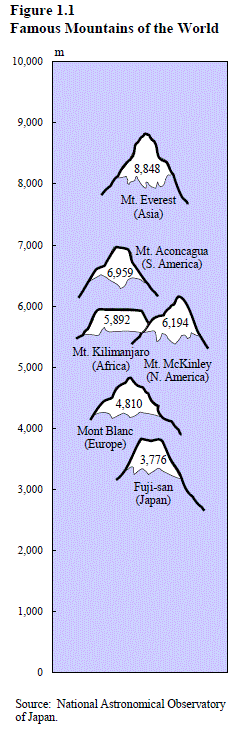 Figure 1.1
Famous Mountains of the World
m
10,000
9,000
8,848
8,000
Mt. Everest
(Asia)
7,000
Mt. Aconcagua
(S. America)
6,959
6,000
5,892
6,194
Mt. Kilimanjaro
(Africa)
Mt. McKinley
(N. America)
5,000
4,810
4,000
Mont Blanc
(Europe)
3,776
3,000
Fuji-san
(Japan)
2,000
1,000
0
Source:  National Astronomical Observatory
of Japan.